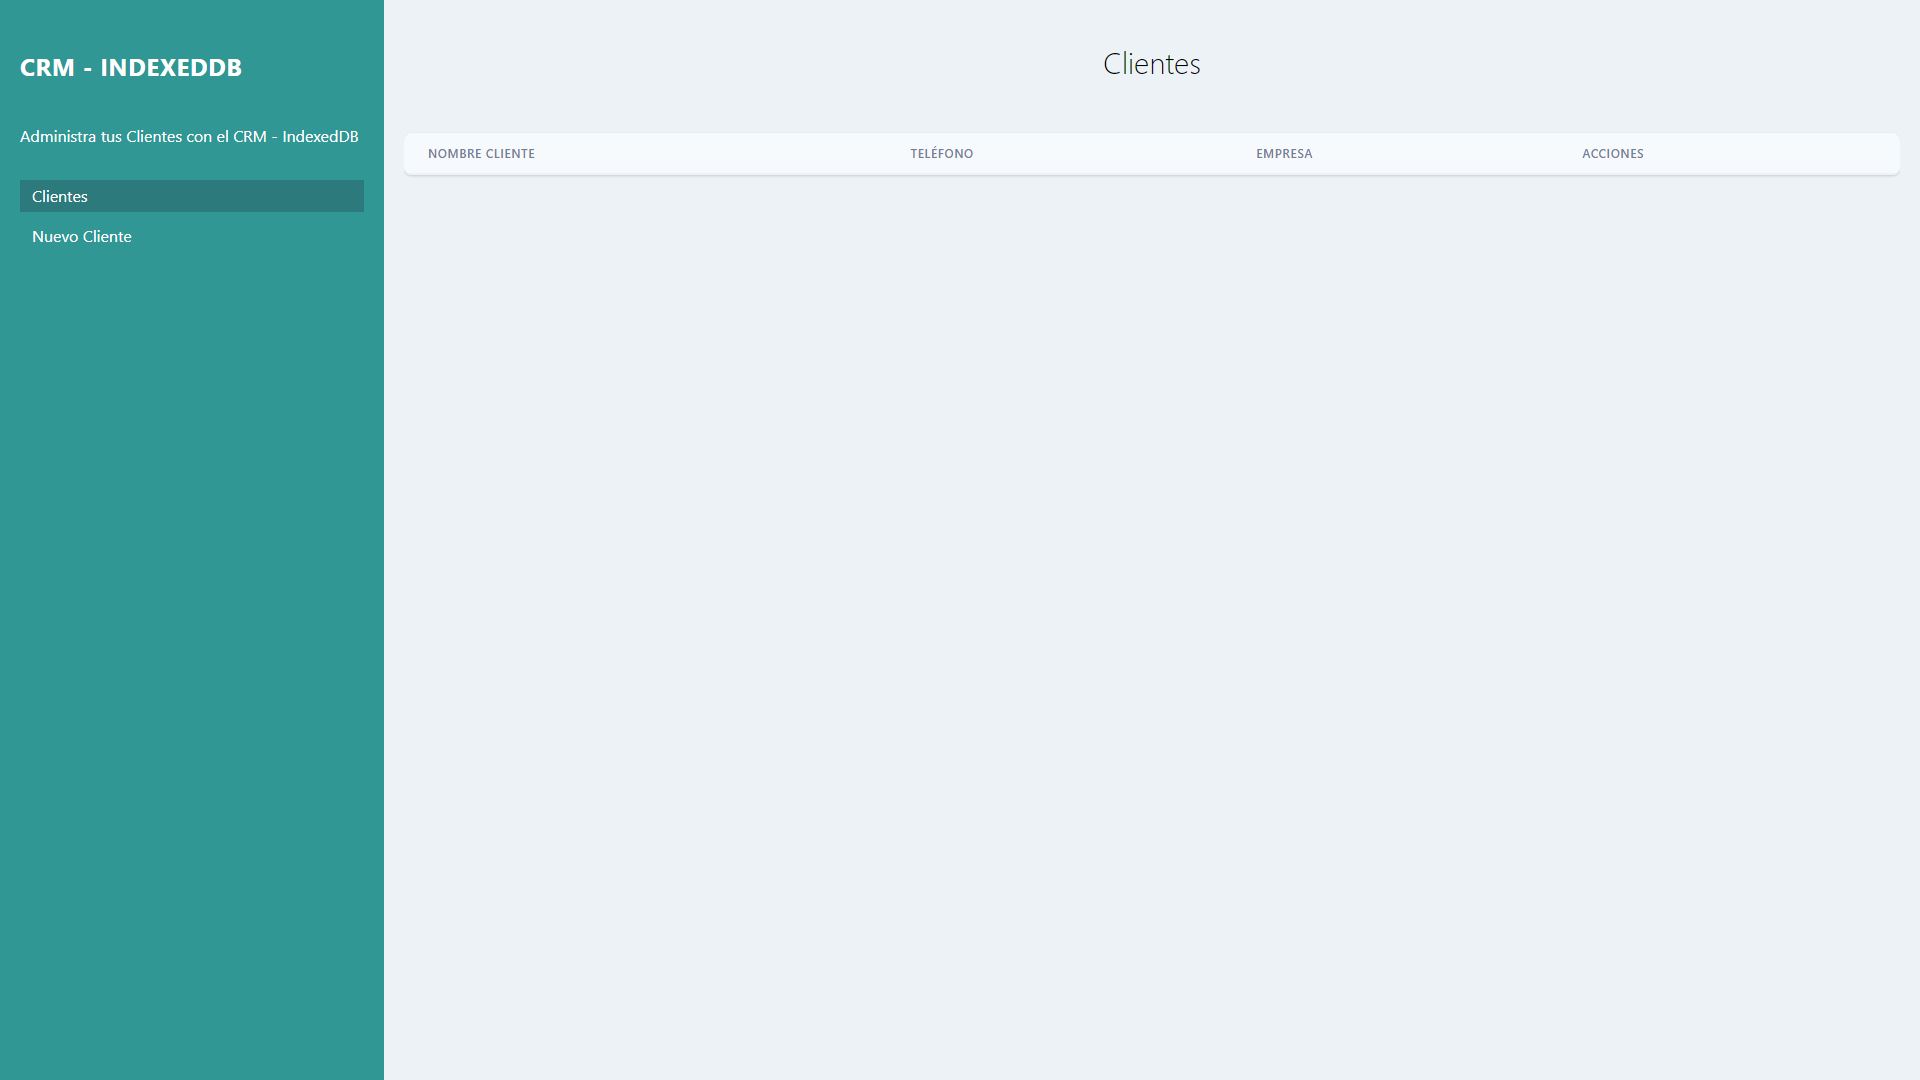 CRM - INDEXEDDB
Administra tus Clientes con el CRM - IndexedDB
Clientes
Nuevo Cliente
Clientes
NOMBRE CLIENTE TELÉFONO EMPRESA ACCIONES